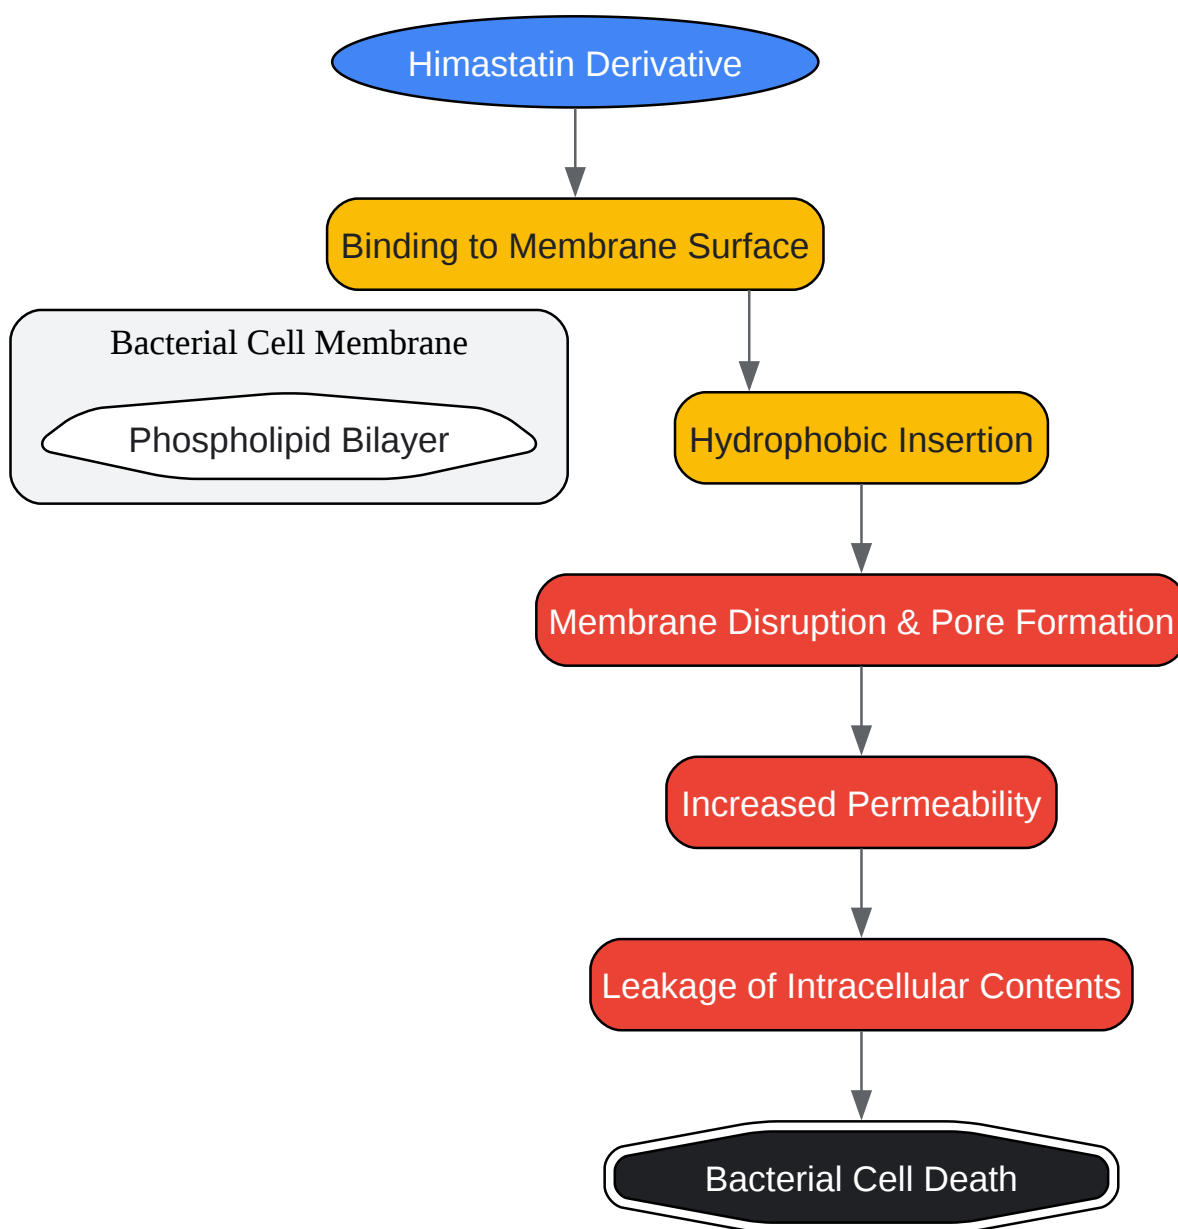 Himastatin Derivative
Binding to Membrane Surface
Bacterial Cell Membrane
Phospholipid Bilayer
Hydrophobic Insertion
Membrane Disruption & Pore Formation
Increased Permeability
Leakage of Intracellular Contents
Bacterial Cell Death